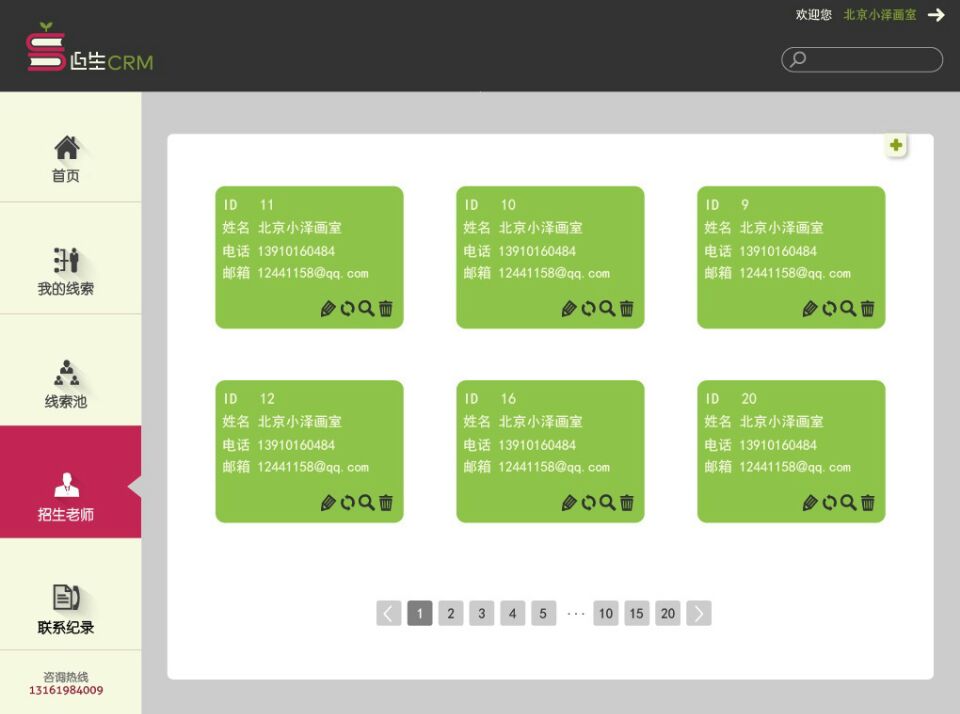 欢迎您 北京小泽画室
生CRM
首页
我的线索
线索池
招生老师
联系纪录
咨询热线
13161984009
ID 11
姓名 北京小泽画室
电话 13910160484
邮箱 12441158@qq.com
ID 10
姓名 北京小泽画室
电话 13910160484
邮箱 12441158@qq.com
ID 9
姓名 北京小泽画室
电话 13910160484
邮箱 12441158@qq.com
ID 12
姓名 北京小泽画室
电话 13910160484
邮箱 12441158@qq.com
ID 16
姓名 北京小泽画室
电话 13910160484
邮箱 12441158@qq.com
ID 20
姓名 北京小泽画室
电话 13910160484
邮箱 12441158@qq.com
1 2 3 4 5 ··· 10 15 20